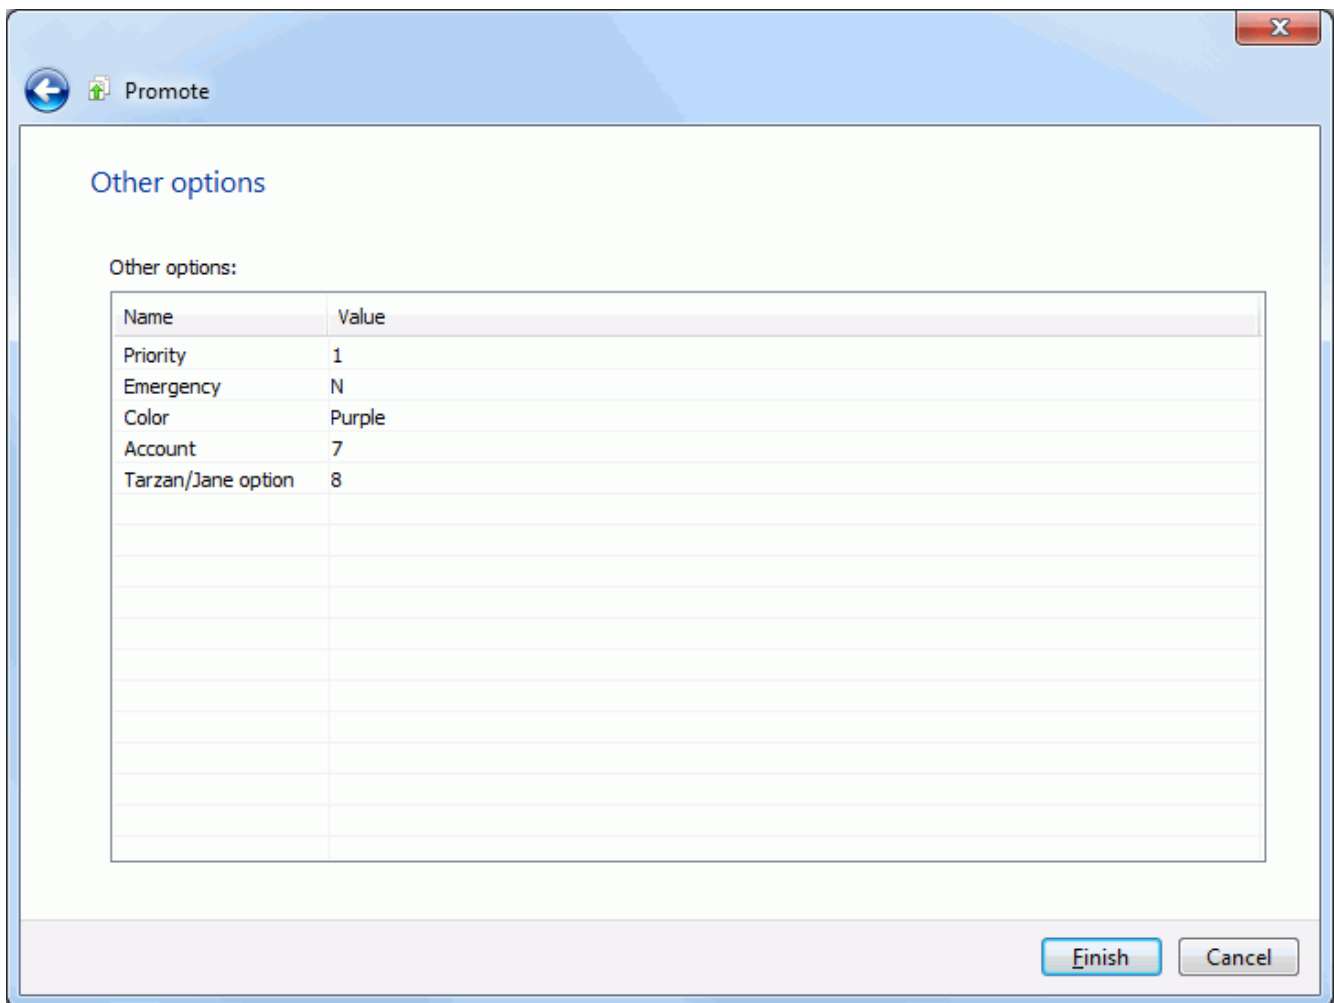 Promote
Other options
Other options:
Name Value
Priority 1
Emergency N
Color Purple
Account 7
Tarzan/Jane option 8
Finish Cancel